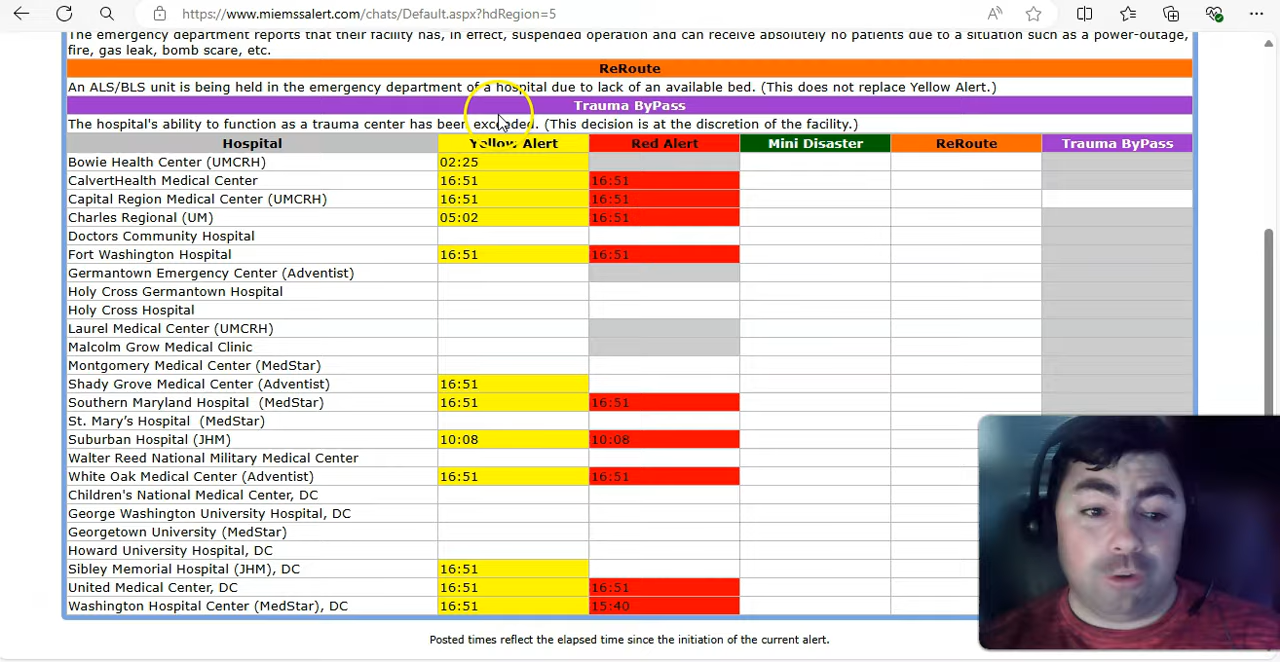 https://www.miemssalert.com/chats/Default.aspx?hdRegion=5
The emergency department reports that their facility has, in effect, suspended operation and can receive absolutely no patients due to a situation such as a power-outage,
fire, gas leak, bomb scare, etc.
ReRoute
An ALS/BLS unit is being held in the emergency department of a hospital due to lack of an available bed. (This does not replace Yellow Alert.)
Trauma ByPass
The hospital's ability to function as a trauma center has been exceeded. (This decision is at the discretion of the facility.)
Hospital Yellow Alert Red Alert Mini Disaster ReRoute Trauma ByPass
Bowie Health Center (UMCRH) 02:25
CalvertHealth Medical Center 16:51 16:51
Capital Region Medical Center (UMCRH) 16:51 16:51
Charles Regional (UM) 05:02 16:51
Doctors Community Hospital
Fort Washington Hospital 16:51 16:51
Germantown Emergency Center (Adventist)
Holy Cross Germantown Hospital
Holy Cross Hospital
Laurel Medical Center (UMCRH)
Malcolm Grow Medical Clinic
Montgomery Medical Center (MedStar)
Shady Grove Medical Center (Adventist) 16:51
Southern Maryland Hospital (MedStar) 16:51 16:51
St. Mary's Hospital (MedStar)
Suburban Hospital (JHM) 10:08 10:08
Walter Reed National Military Medical Center
White Oak Medical Center (Adventist) 16:51 16:51
Children's National Medical Center, DC
George Washington University Hospital, DC
Georgetown University (MedStar)
Howard University Hospital, DC
Sibley Memorial Hospital (JHM), DC 16:51
United Medical Center, DC 16:51 16:51
Washington Hospital Center (MedStar), DC 16:51 15:40
Posted times reflect the elapsed time since the initiation of the current alert.